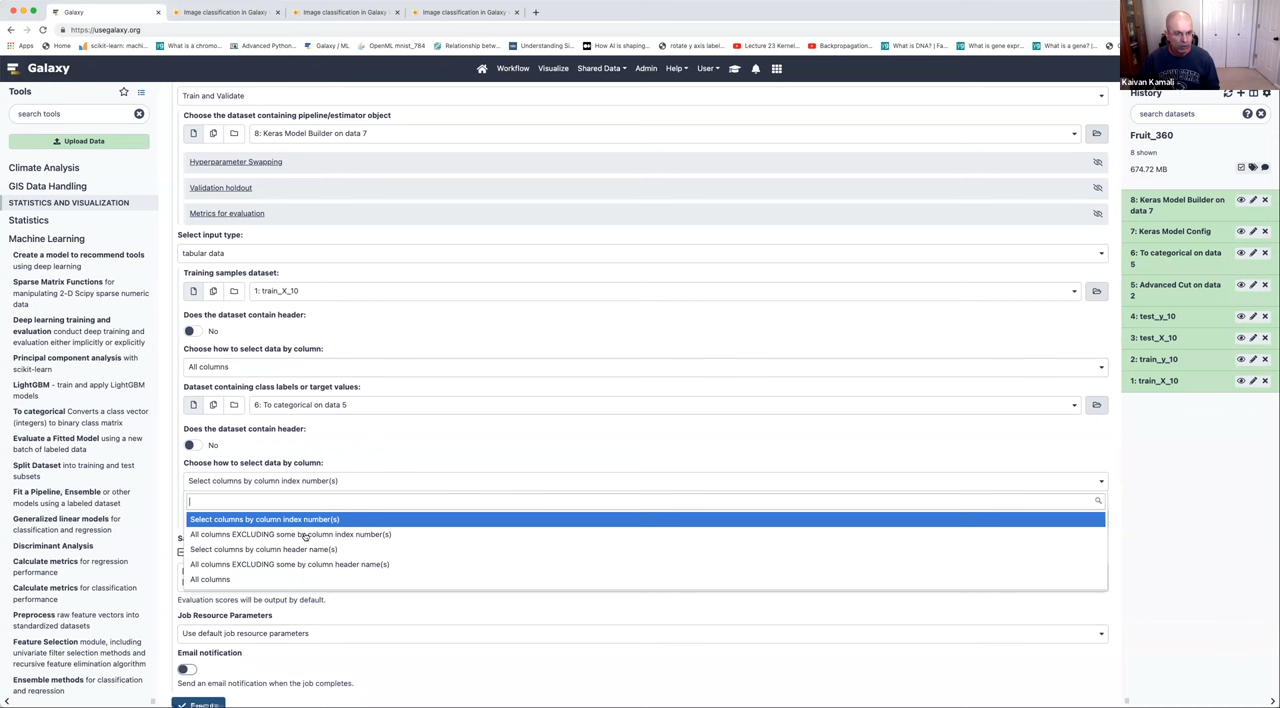 Galaxy
Image classification in Galaxy
Image classification in Galaxy
Image classification in Galaxy
https://usegalaxy.org
Apps
Home
scikit-learn: machi...
What is a chromo...
Advanced Python...
Galaxy / ML
OpenML mnist_784
Relationship betw...
Understanding Si...
How AI is shaping...
rotate y axis label...
Lecture 23 Kernel...
Backpropagation...
What is DNA? | Fa...
What is gene expr...
What is a gene?
Galaxy
Workflow Visualize Shared Data Admin Help User
Kaivan Kamali
Tools
search tools
Upload Data
Climate Analysis
GIS Data Handling
STATISTICS AND VISUALIZATION
Statistics
Machine Learning
Create a model to recommend tools
using deep learning
Sparse Matrix Functions for
manipulating 2-D Scipy sparse numeric
data
Deep learning training and
evaluation conduct deep training and
evaluation either implicitly or explicitly
Principal component analysis with
scikit-learn
LightGBM - train and apply LightGBM
models
To categorical Converts a class vector
(integers) to binary class matrix
Evaluate a Fitted Model using a new
batch of labeled data
Split Dataset into training and test
subsets
Fit a Pipeline, Ensemble or other
models using a labeled dataset
Generalized linear models for
classification and regression
Discriminant Analysis
Calculate metrics for regression
performance
Calculate metrics for classification
performance
Preprocess raw feature vectors into
standardized datasets
Feature Selection module, including
univariate filter selection methods and
recursive feature elimination algorithm
Ensemble methods for classification
and regression
Train and Validate
Choose the dataset containing pipeline/estimator object
8: Keras Model Builder on data 7
Hyperparameter Swapping
Validation holdout
Metrics for evaluation
Select input type:
tabular data
Training samples dataset:
1: train_X_10
Does the dataset contain header:
No
Choose how to select data by column:
All columns
Dataset containing class labels or target values:
6: To categorical on data 5
Does the dataset contain header:
No
Choose how to select data by column:
Select columns by column index number(s)
Select columns by column index number(s)
All columns EXCLUDING some by column index number(s)
Select columns by column header name(s)
All columns EXCLUDING some by column header name(s)
All columns
Evaluation scores will be output by default.
Job Resource Parameters
Use default job resource parameters
Email notification
Send an email notification when the job completes.
History
search datasets
Fruit_360
8 shown
674.72 MB
8: Keras Model Builder on
data 7
7: Keras Model Config
6: To categorical on data
5
5: Advanced Cut on data
2
4: test_y_10
3: test_X_10
2: train_y_10
1: train_X_10